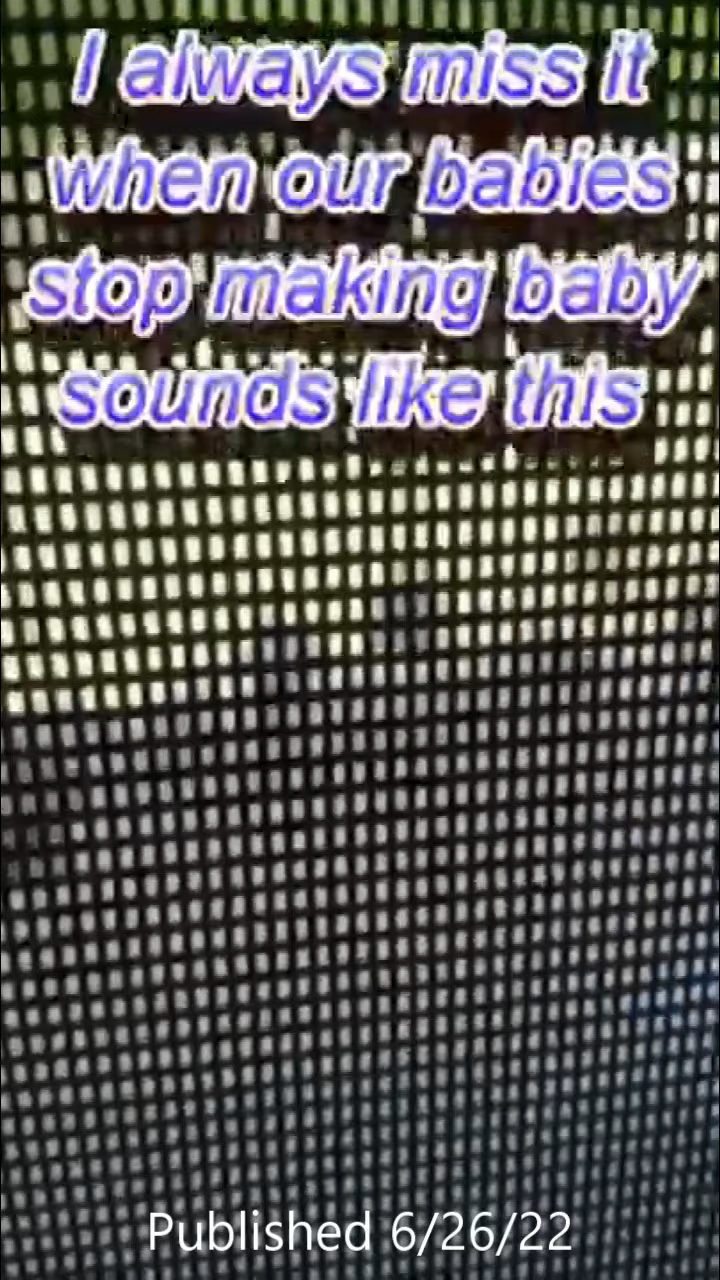 I always miss it
when our babies
stop making baby
sounds like this
Published 6/26/22